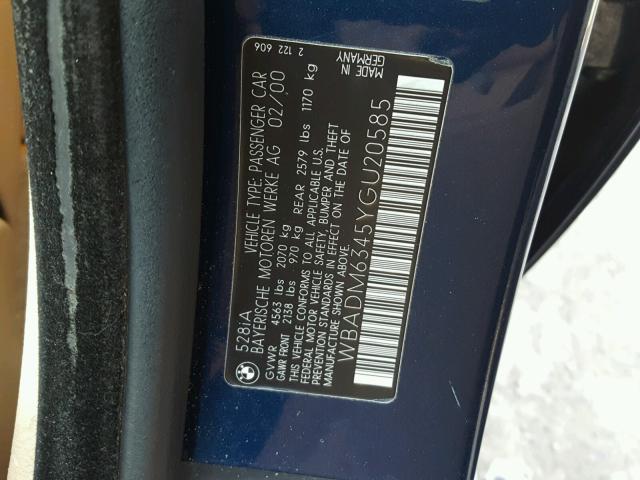 528iA VEHICLE TYPE: PASSENGER CAR
BAYERISCHE MOTOREN WERKE AG 02/00
GVWR 4563 lbs 2070 kg
GAWR FRONT 2138 lbs 970 kg REAR 2579 lbs 1170 kg
THIS VEHICLE CONFORMS TO ALL APPLICABLE U.S.
FEDERAL MOTOR VEHICLE SAFETY, BUMPER AND THEFT
PREVENTION STANDARDS IN EFFECT ON THE DATE OF
MANUFACTURE SHOWN ABOVE.
WBADM6345YGU20585
2 122 606
MADE IN
GERMANY
BMW